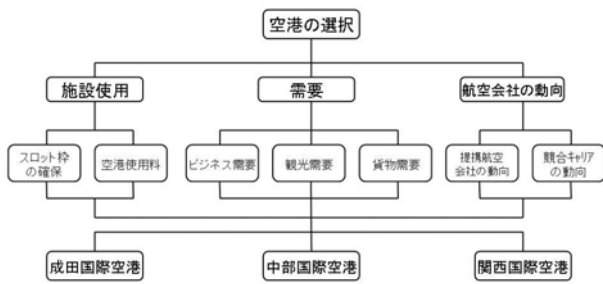 空港の選択
施設使用
需要
航空会社の動向
スロット枠
の確保
空港使用料
ビジネス需要
観光需要
貨物需要
提携航空
会社の動向
競合キャリア
の動向
成田国際空港
中部国際空港
関西国際空港